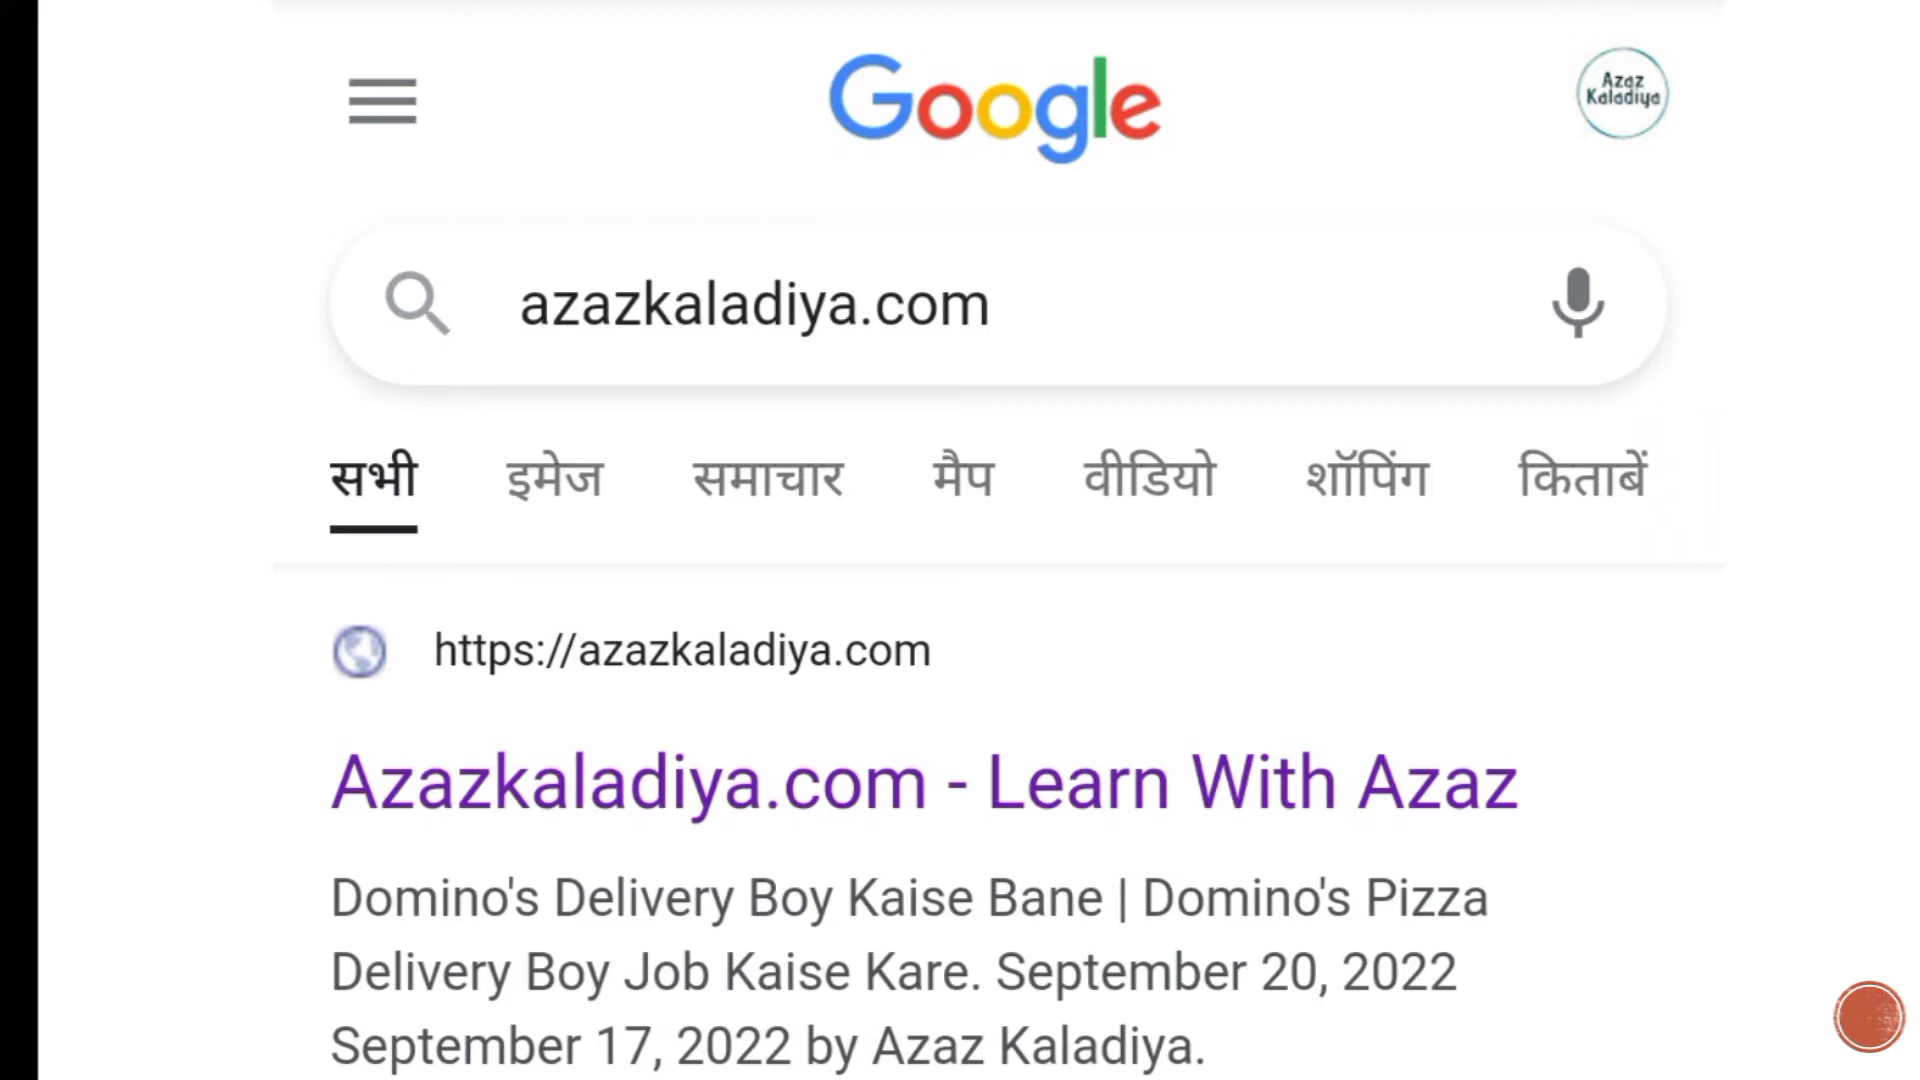 Google
Azaz
Kaladiya
azazkaladiya.com
सभी इमेज समाचार मैप वीडियो शॉपिंग किताबें
https://azazkaladiya.com
Azazkaladiya.com - Learn With Azaz
Domino's Delivery Boy Kaise Bane | Domino's Pizza
Delivery Boy Job Kaise Kare. September 20, 2022
September 17, 2022 by Azaz Kaladiya.